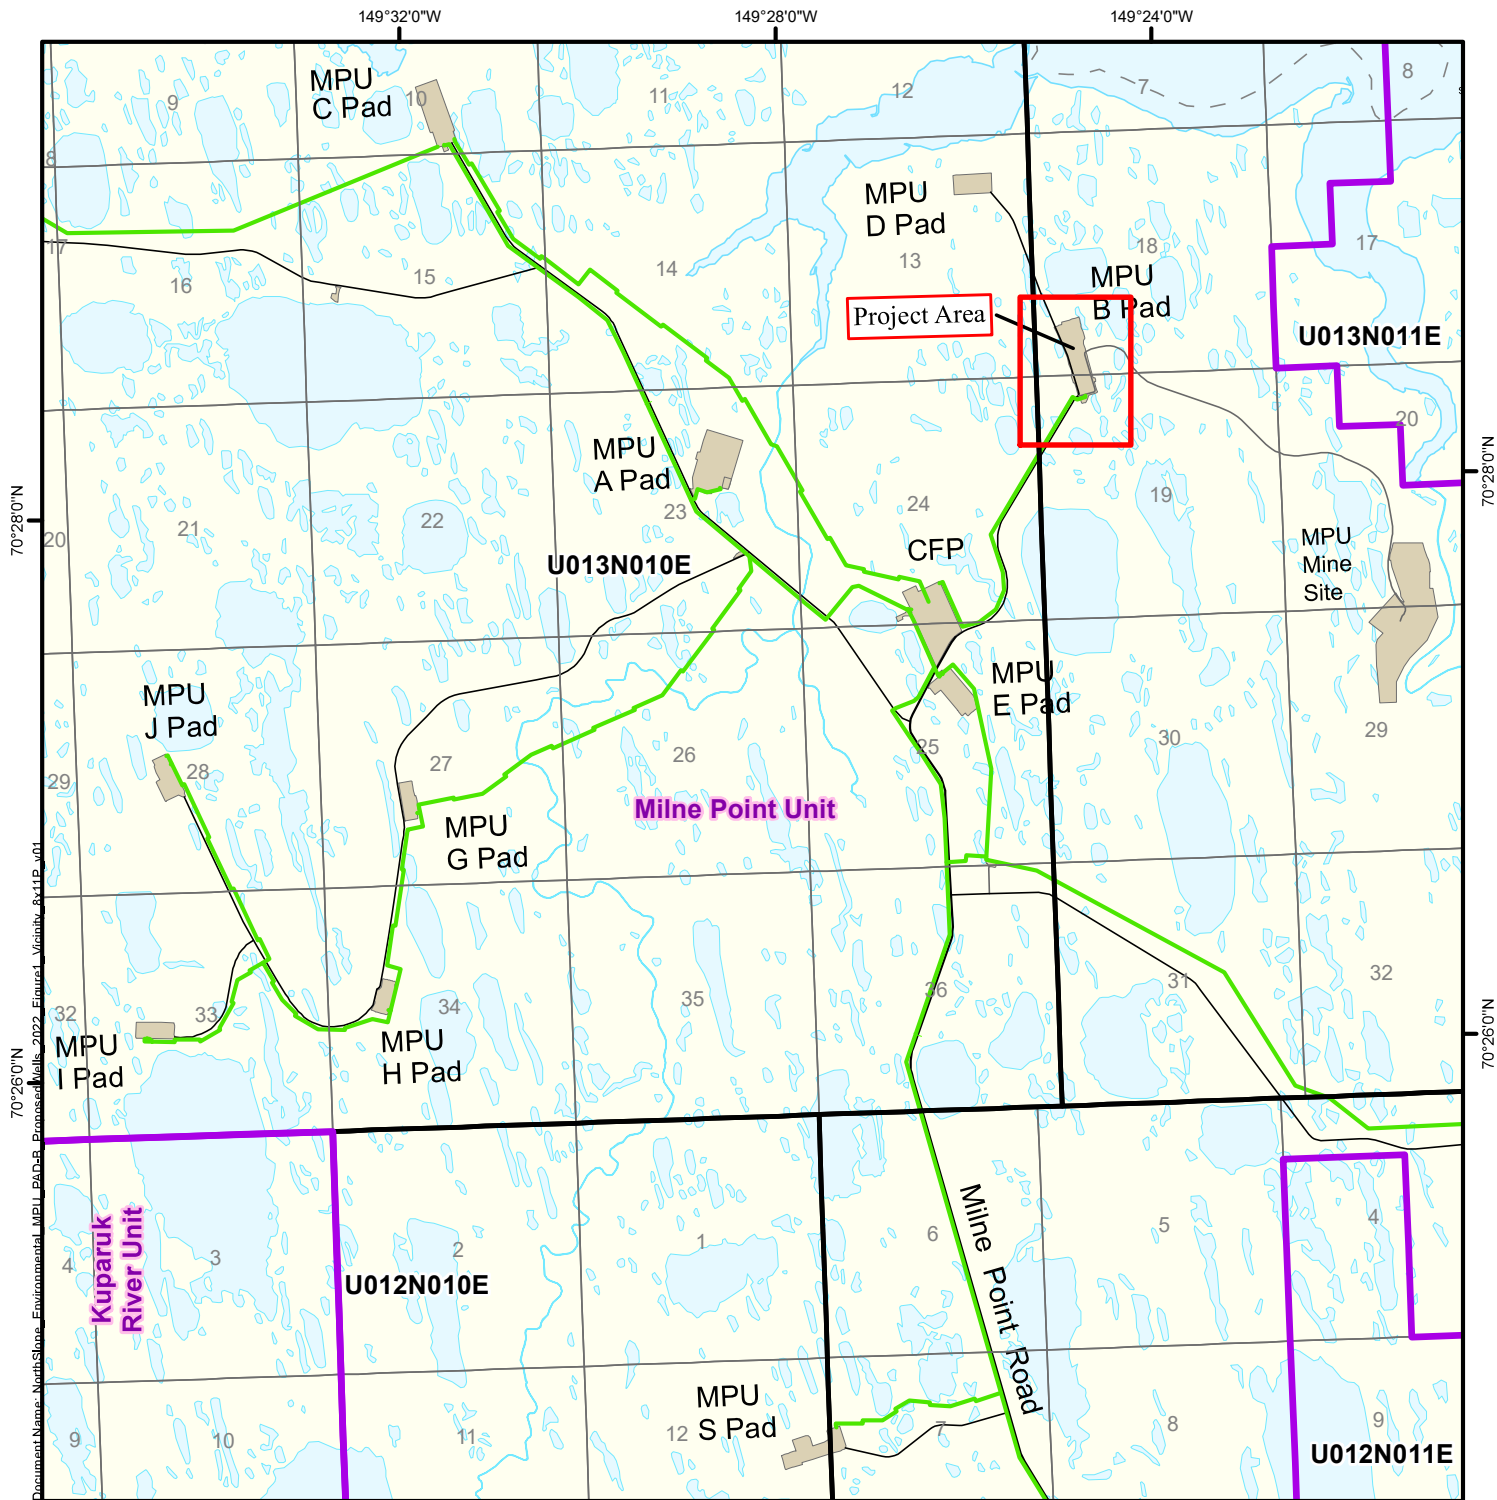 149°32'0"W
149°28'0"W
149°24'0"W
MPU
C Pad
9
10
11
12
7
8
8
MPU
D Pad
17
16
15
14
13
18
17
MPU
B Pad
Project Area
U013N011E
20
MPU
A Pad
70°28'0"N
70°28'0"N
20
21
22
23
24
19
CFP
U013N010E
MPU
Mine
Site
MPU
J Pad
MPU
E Pad
29
28
27
26
25
30
29
Milne Point Unit
MPU
G Pad
32
33
34
35
36
31
32
MPU
I Pad
MPU
H Pad
70°26'0"N
70°26'0"N
Kuparuk
River Unit
4
3
2
1
6
5
4
U012N010E
Milne Point Road
MPU
S Pad
9
10
11
12
7
8
9
U012N011E
Document Name: NorthSlope_Environmental_MPU_PAD-B_ProposedWells_2022_Figure1_Vicinity_8x11P_v01